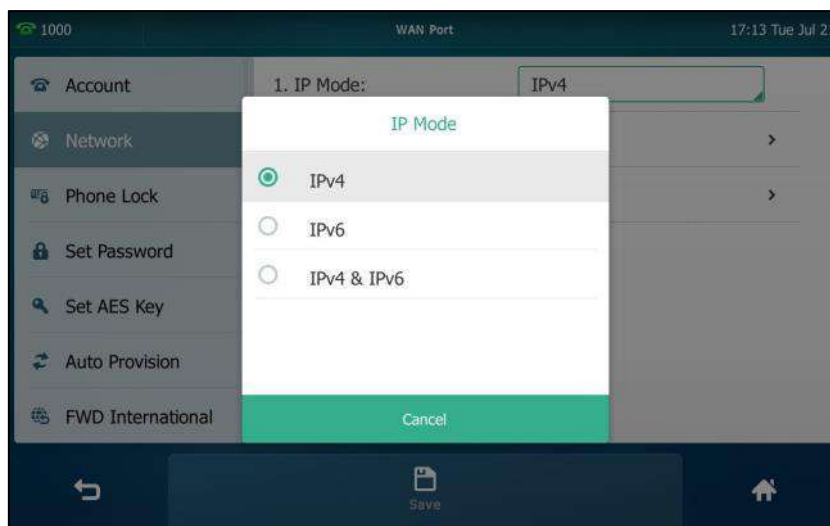 1000 WAN Port 17:13 Tue Jul 2
Account
1. IP Mode: IPv4
Network
Phone Lock
Set Password
Set AES Key
Auto Provision
FWD International
IP Mode
IPv4
IPv6
IPv4 & IPv6
Cancel
Save